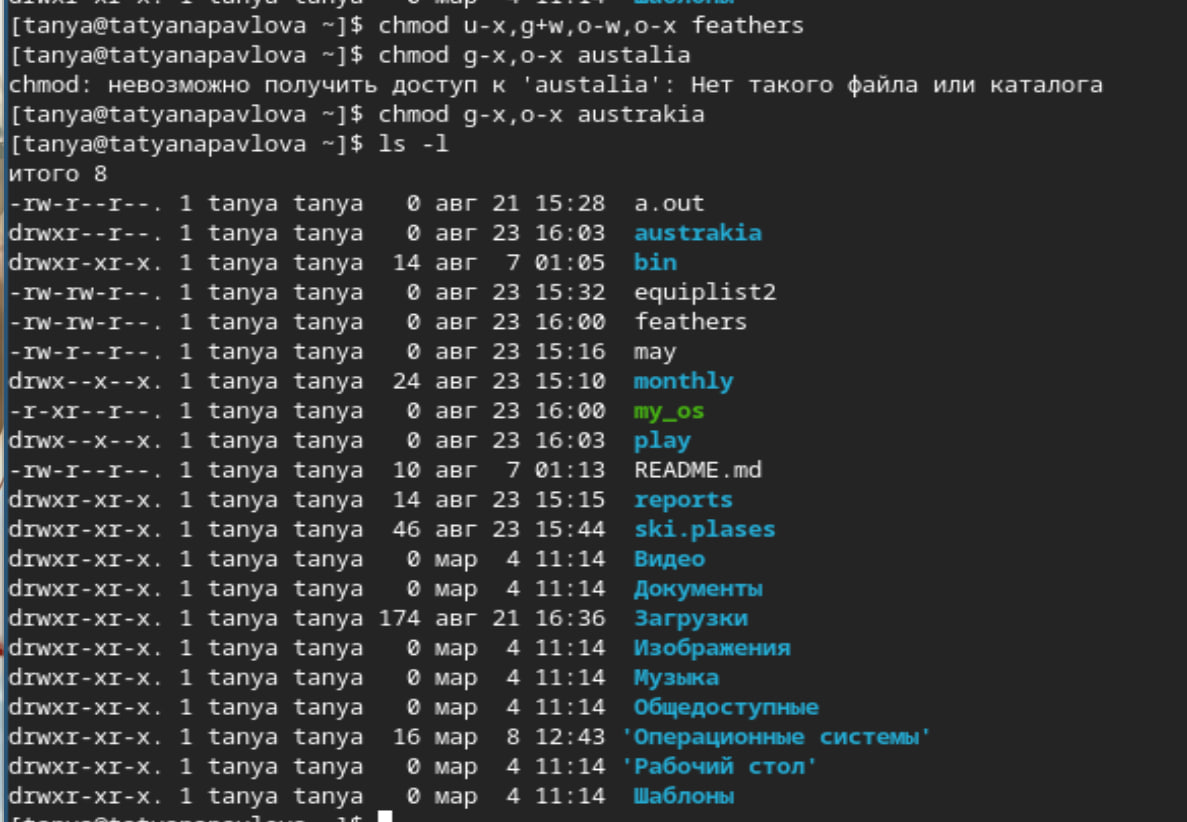 [tanya@tatyanapavlova ~]$ chmod u-x,g+w,o-w,o-x feathers
[tanya@tatyanapavlova ~]$ chmod g-x,o-x austalia
chmod: невозможно получить доступ к 'austalia': Нет такого файла или каталога
[tanya@tatyanapavlova ~]$ chmod g-x,o-x austrakia
[tanya@tatyanapavlova ~]$ ls -l
итого 8
-rw-r--r--. 1 tanya tanya   0 авг 21 15:28  a.out
drwxr--r--. 1 tanya tanya   0 авг 23 16:03  austrakia
drwxr-xr-x. 1 tanya tanya  14 авг  7 01:05  bin
-rw-rw-r--. 1 tanya tanya   0 авг 23 15:32  equiplist2
-rw-rw-r--. 1 tanya tanya   0 авг 23 16:00  feathers
-rw-r--r--. 1 tanya tanya   0 авг 23 15:16  may
drwx--x--x. 1 tanya tanya  24 авг 23 15:10  monthly
-r-xr--r--. 1 tanya tanya   0 авг 23 16:00  my_os
drwx--x--x. 1 tanya tanya   0 авг 23 16:03  play
-rw-r--r--. 1 tanya tanya  10 авг  7 01:13  README.md
drwxr-xr-x. 1 tanya tanya  14 авг 23 15:15  reports
drwxr-xr-x. 1 tanya tanya  46 авг 23 15:44  ski.plases
drwxr-xr-x. 1 tanya tanya   0 мар  4 11:14  Видео
drwxr-xr-x. 1 tanya tanya   0 мар  4 11:14  Документы
drwxr-xr-x. 1 tanya tanya 174 авг 21 16:36  Загрузки
drwxr-xr-x. 1 tanya tanya   0 мар  4 11:14  Изображения
drwxr-xr-x. 1 tanya tanya   0 мар  4 11:14  Музыка
drwxr-xr-x. 1 tanya tanya   0 мар  4 11:14  Общедоступные
drwxr-xr-x. 1 tanya tanya  16 мар  8 12:43 'Операционные системы'
drwxr-xr-x. 1 tanya tanya   0 мар  4 11:14 'Рабочий стол'
drwxr-xr-x. 1 tanya tanya   0 мар  4 11:14  Шаблоны